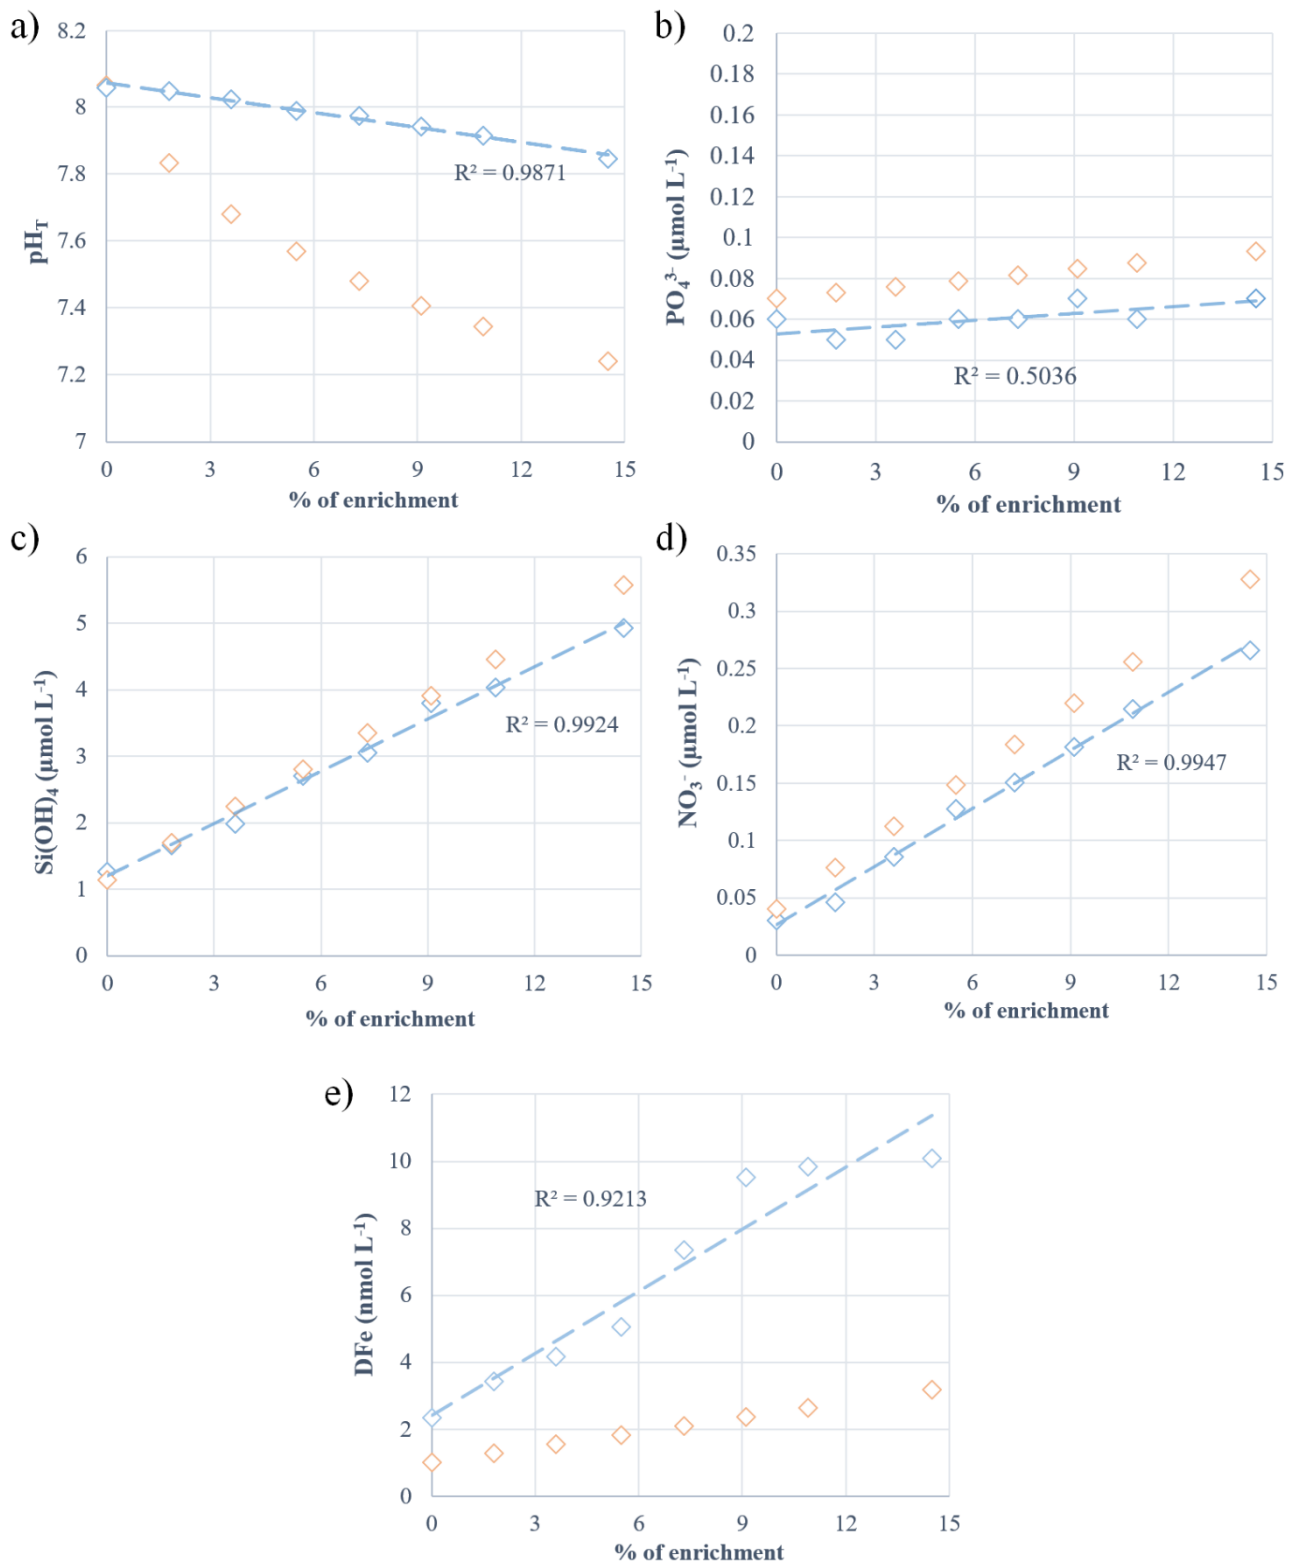 a)
8.2
8
7.8
7.6
7.4
7.2
7
pH_T
R² = 0.9871
0 3 6 9 12 15
% of enrichment
b)
0.2
0.18
0.16
0.14
0.12
0.1
0.08
0.06
0.04
0.02
0
PO₄³⁻ (µmol L⁻¹)
R² = 0.5036
0 3 6 9 12 15
% of enrichment
c)
6
5
4
3
2
1
0
Si(OH)₄ (µmol L⁻¹)
R² = 0.9924
0 3 6 9 12 15
% of enrichment
d)
0.35
0.3
0.25
0.2
0.15
0.1
0.05
0
NO₃⁻ (µmol L⁻¹)
R² = 0.9947
0 3 6 9 12 15
% of enrichment
e)
12
10
8
6
4
2
0
DFe (nmol L⁻¹)
R² = 0.9213
0 3 6 9 12 15
% of enrichment